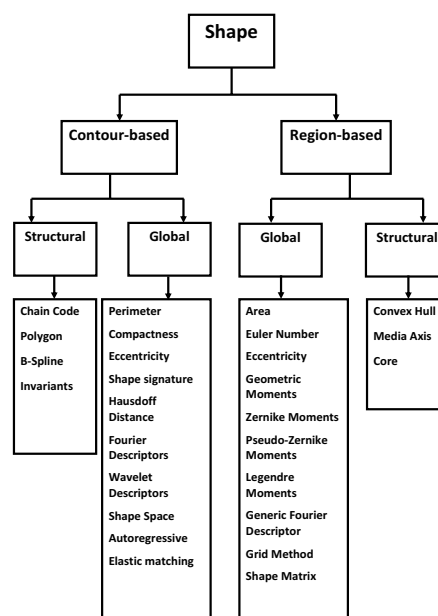 Shape
Contour-based
Region-based
Structural
Global
Global
Structural
Chain Code
Polygon
B-Spline
Invariants
Perimeter
Compactness
Eccentricity
Shape signature
Hausdoff
Distance
Fourier
Descriptors
Wavelet
Descriptors
Shape Space
Autoregressive
Elastic matching
Area
Euler Number
Eccentricity
Geometric
Moments
Zernike Moments
Pseudo-Zernike
Moments
Legendre
Moments
Generic Fourier
Descriptor
Grid Method
Shape Matrix
Convex Hull
Media Axis
Core